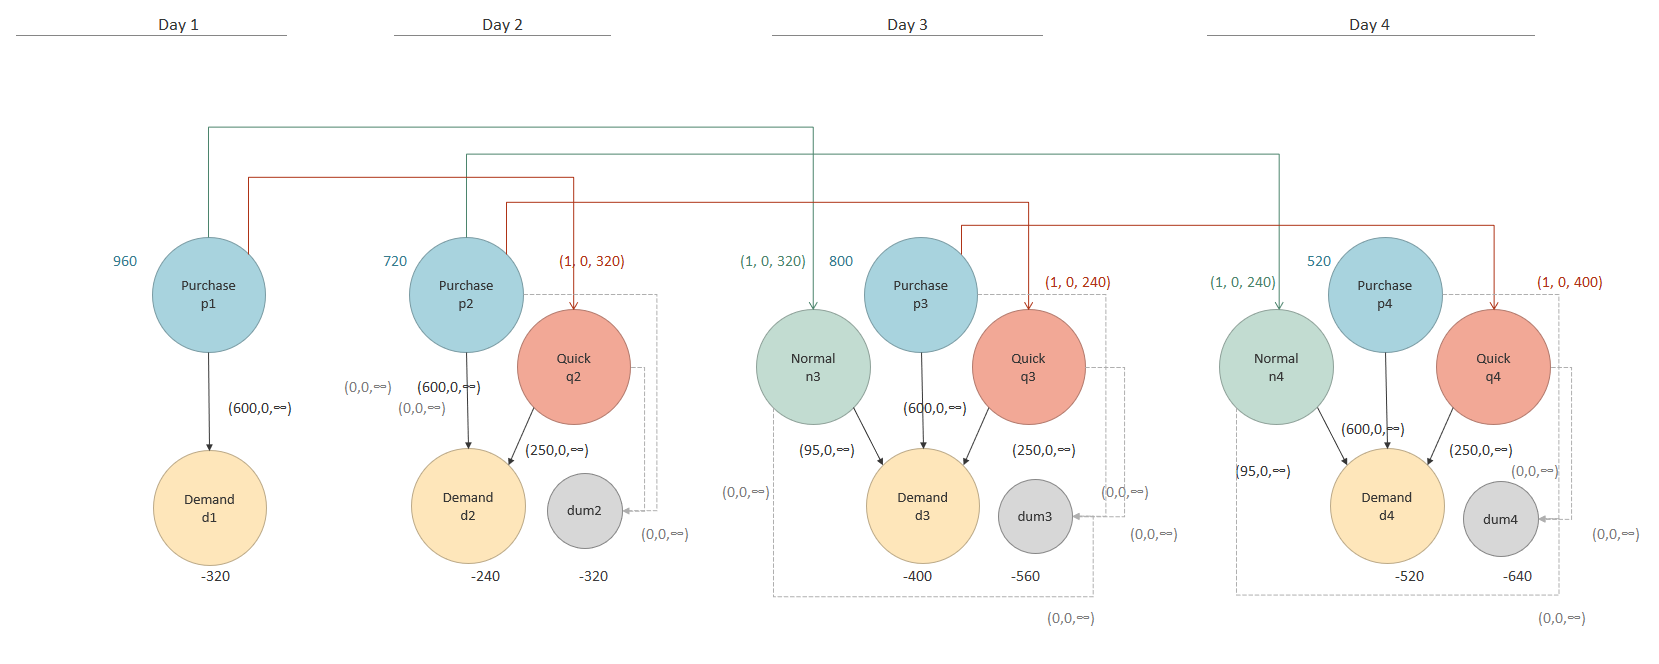 Day 1
Day 2
Day 3
Day 4
960
720
(1, 0, 320)
(1, 0, 320)
800
(1, 0, 240)
(1, 0, 240)
520
(1, 0, 400)
Purchase
p1
Purchase
p2
Purchase
p3
Purchase
p4
Quick
q2
Normal
n3
Quick
q3
Normal
n4
Quick
q4
(0,0,∞)
(600,0,∞)
(600,0,∞)
(0,0,∞)
(600,0,∞)
(600,0,∞)
(250,0,∞)
(95,0,∞)
(250,0,∞)
(95,0,∞)
(250,0,∞)
(0,0,∞)
(0,0,∞)
(0,0,∞)
Demand
d1
Demand
d2
dum2
Demand
d3
dum3
Demand
d4
dum4
(0,0,∞)
(0,0,∞)
(0,0,∞)
-320
-240
-320
-400
-560
-520
-640
(0,0,∞)
(0,0,∞)